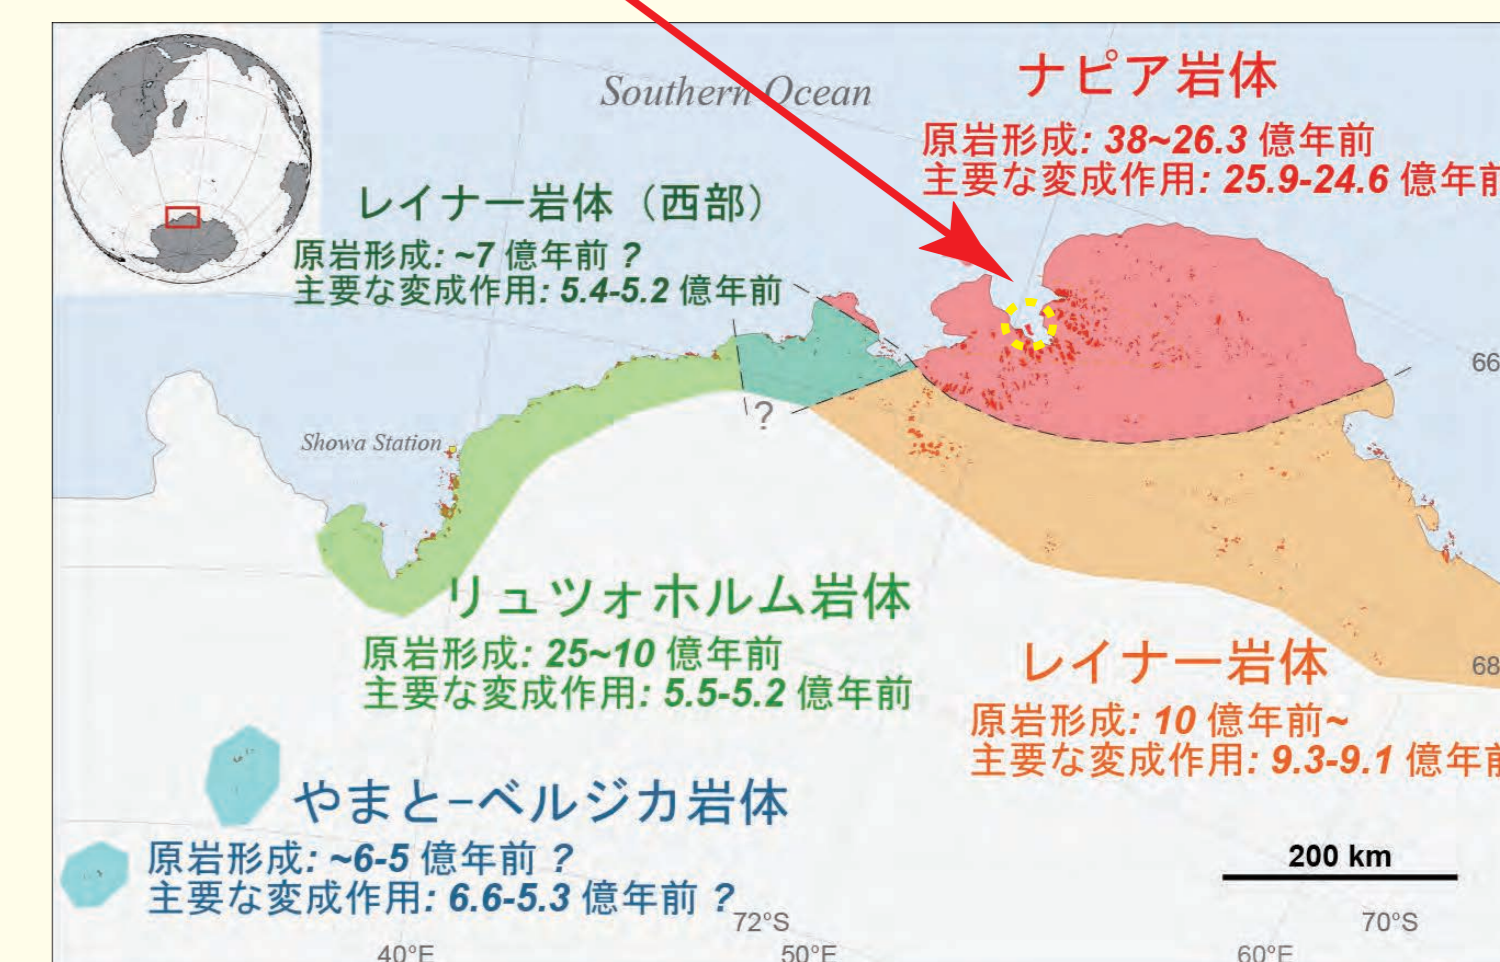 Southern Ocean
ナピア岩体
原岩形成: 38~26.3 億年前
主要な変成作用: 25.9-24.6 億年前
レイナー岩体（西部）
原岩形成: ~7 億年前 ?
主要な変成作用: 5.4-5.2 億年前
66
?
Showa Station
リュツォホルム岩体
原岩形成: 25~10 億年前
主要な変成作用: 5.5-5.2 億年前
レイナー岩体
68
原岩形成: 10 億年前~
主要な変成作用: 9.3-9.1 億年前
やまと-ベルジカ岩体
原岩形成: ~6-5 億年前 ?
主要な変成作用: 6.6-5.3 億年前 ?
200 km
72°S
70°S
40°E
50°E
60°E